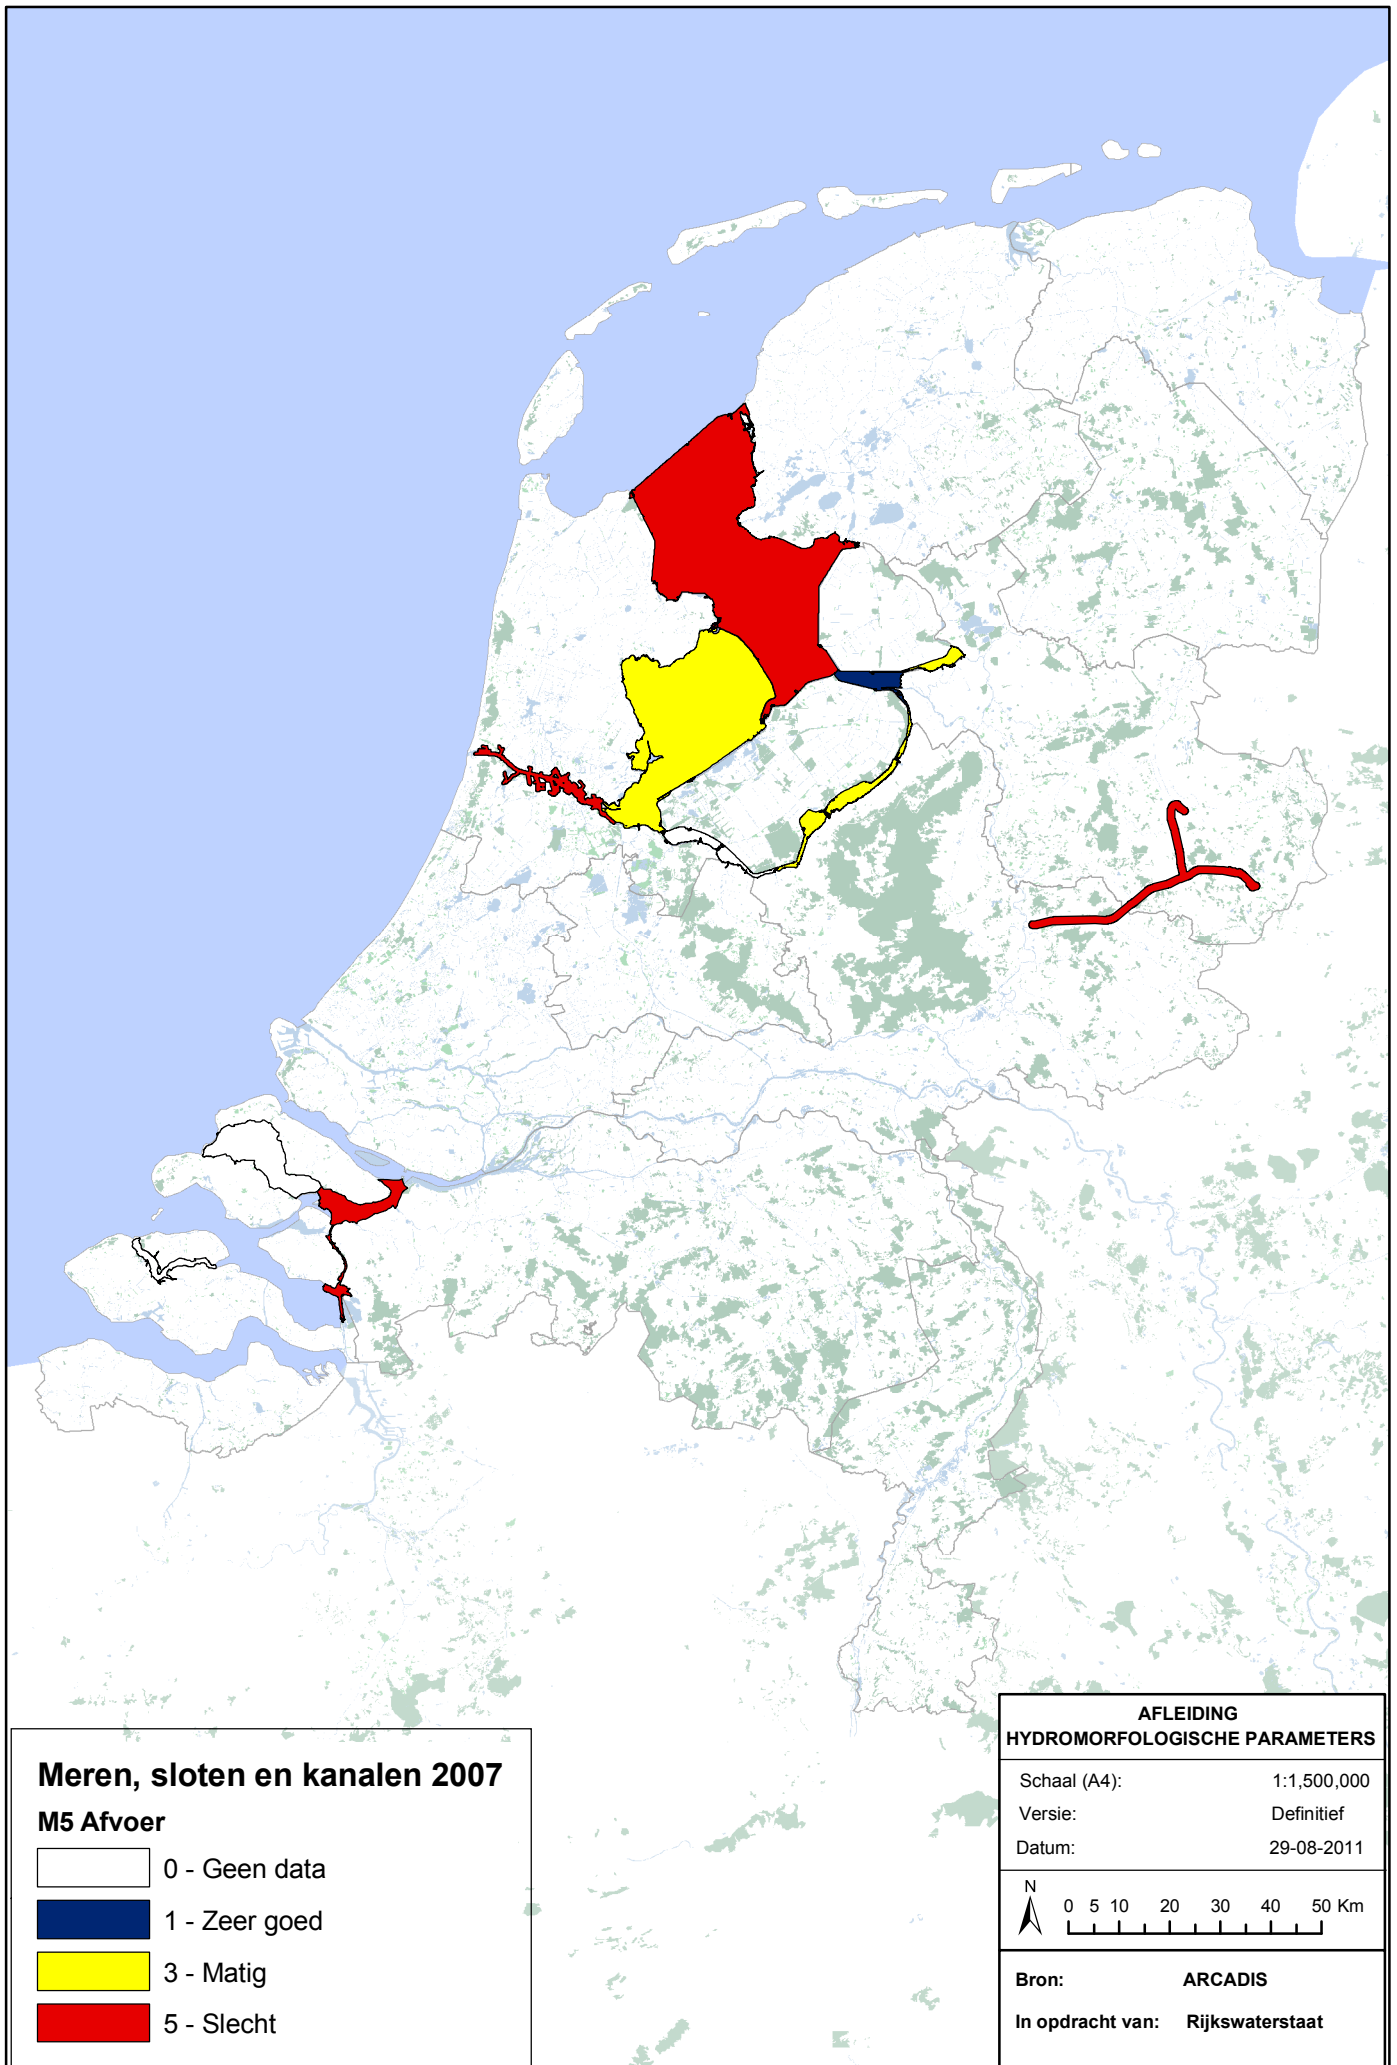 Meren, sloten en kanalen 2007
M5 Afvoer
0 - Geen data
1 - Zeer goed
3 - Matig
5 - Slecht
AFLEIDING
HYDROMORFOLOGISCHE PARAMETERS
Schaal (A4): 1:1,500,000
Versie: Definitief
Datum: 29-08-2011
N
0 5 10 20 30 40 50 Km
Bron: ARCADIS
In opdracht van: Rijkswaterstaat